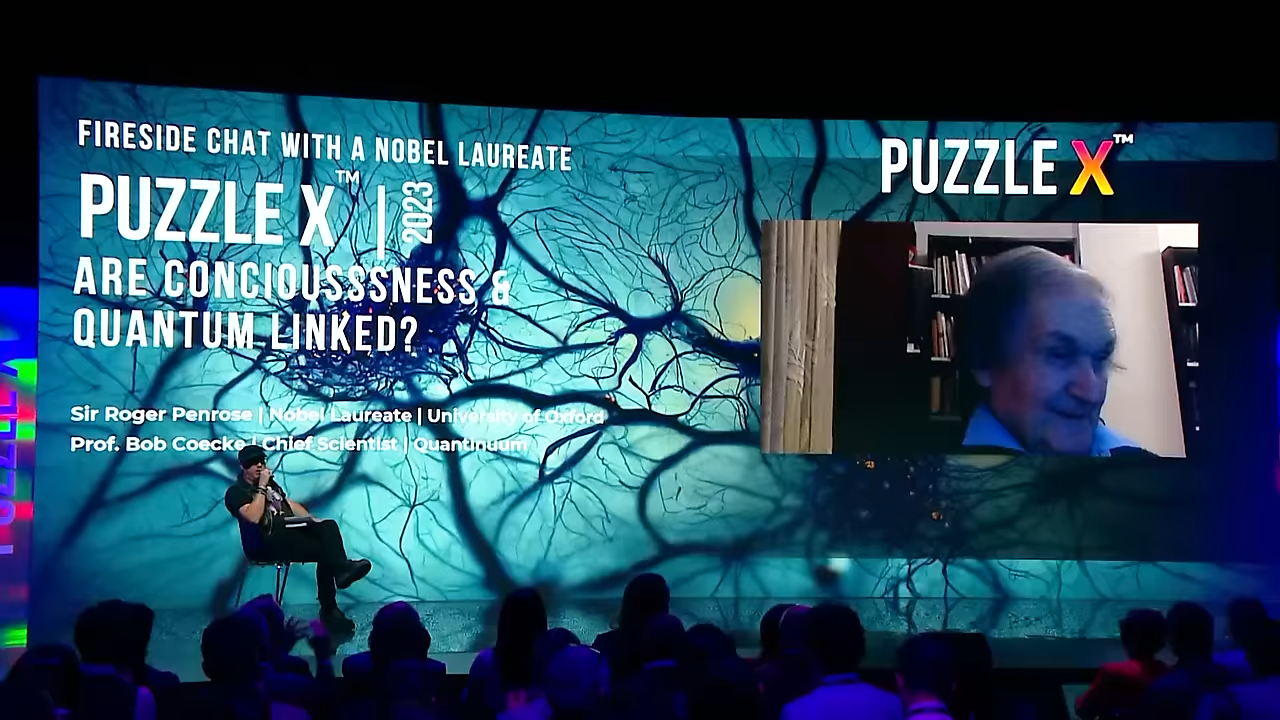 FIRESIDE CHAT WITH A NOBEL LAUREATE
PUZZLE X™ | 2023
ARE CONCIOUSSSNESS &
QUANTUM LINKED?
Sir Roger Penrose | Nobel Laureate | University of Oxford
Prof. Bob Coecke | Chief Scientist | Quantinuum
PUZZLE X™